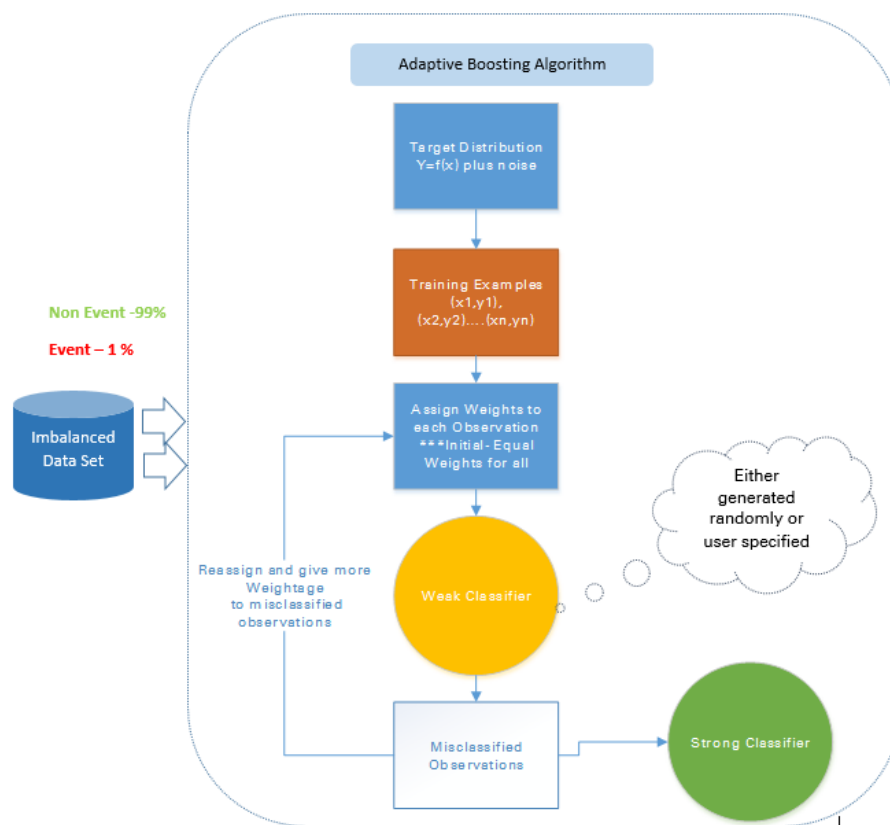 Adaptive Boosting Algorithm
Target Distribution
Y=f(x) plus noise
Training Examples
(x1,y1),
(x2,y2)....(xn,yn)
Non Event -99%
Event – 1 %
Imbalanced
Data Set
Assign Weights to
each Observation
***Initial- Equal
Weights for all
Either
generated
randomly or
user specified
Reassign and give more
Weightage
to misclassified
observations
Weak Classifier
Misclassified
Observations
Strong Classifier